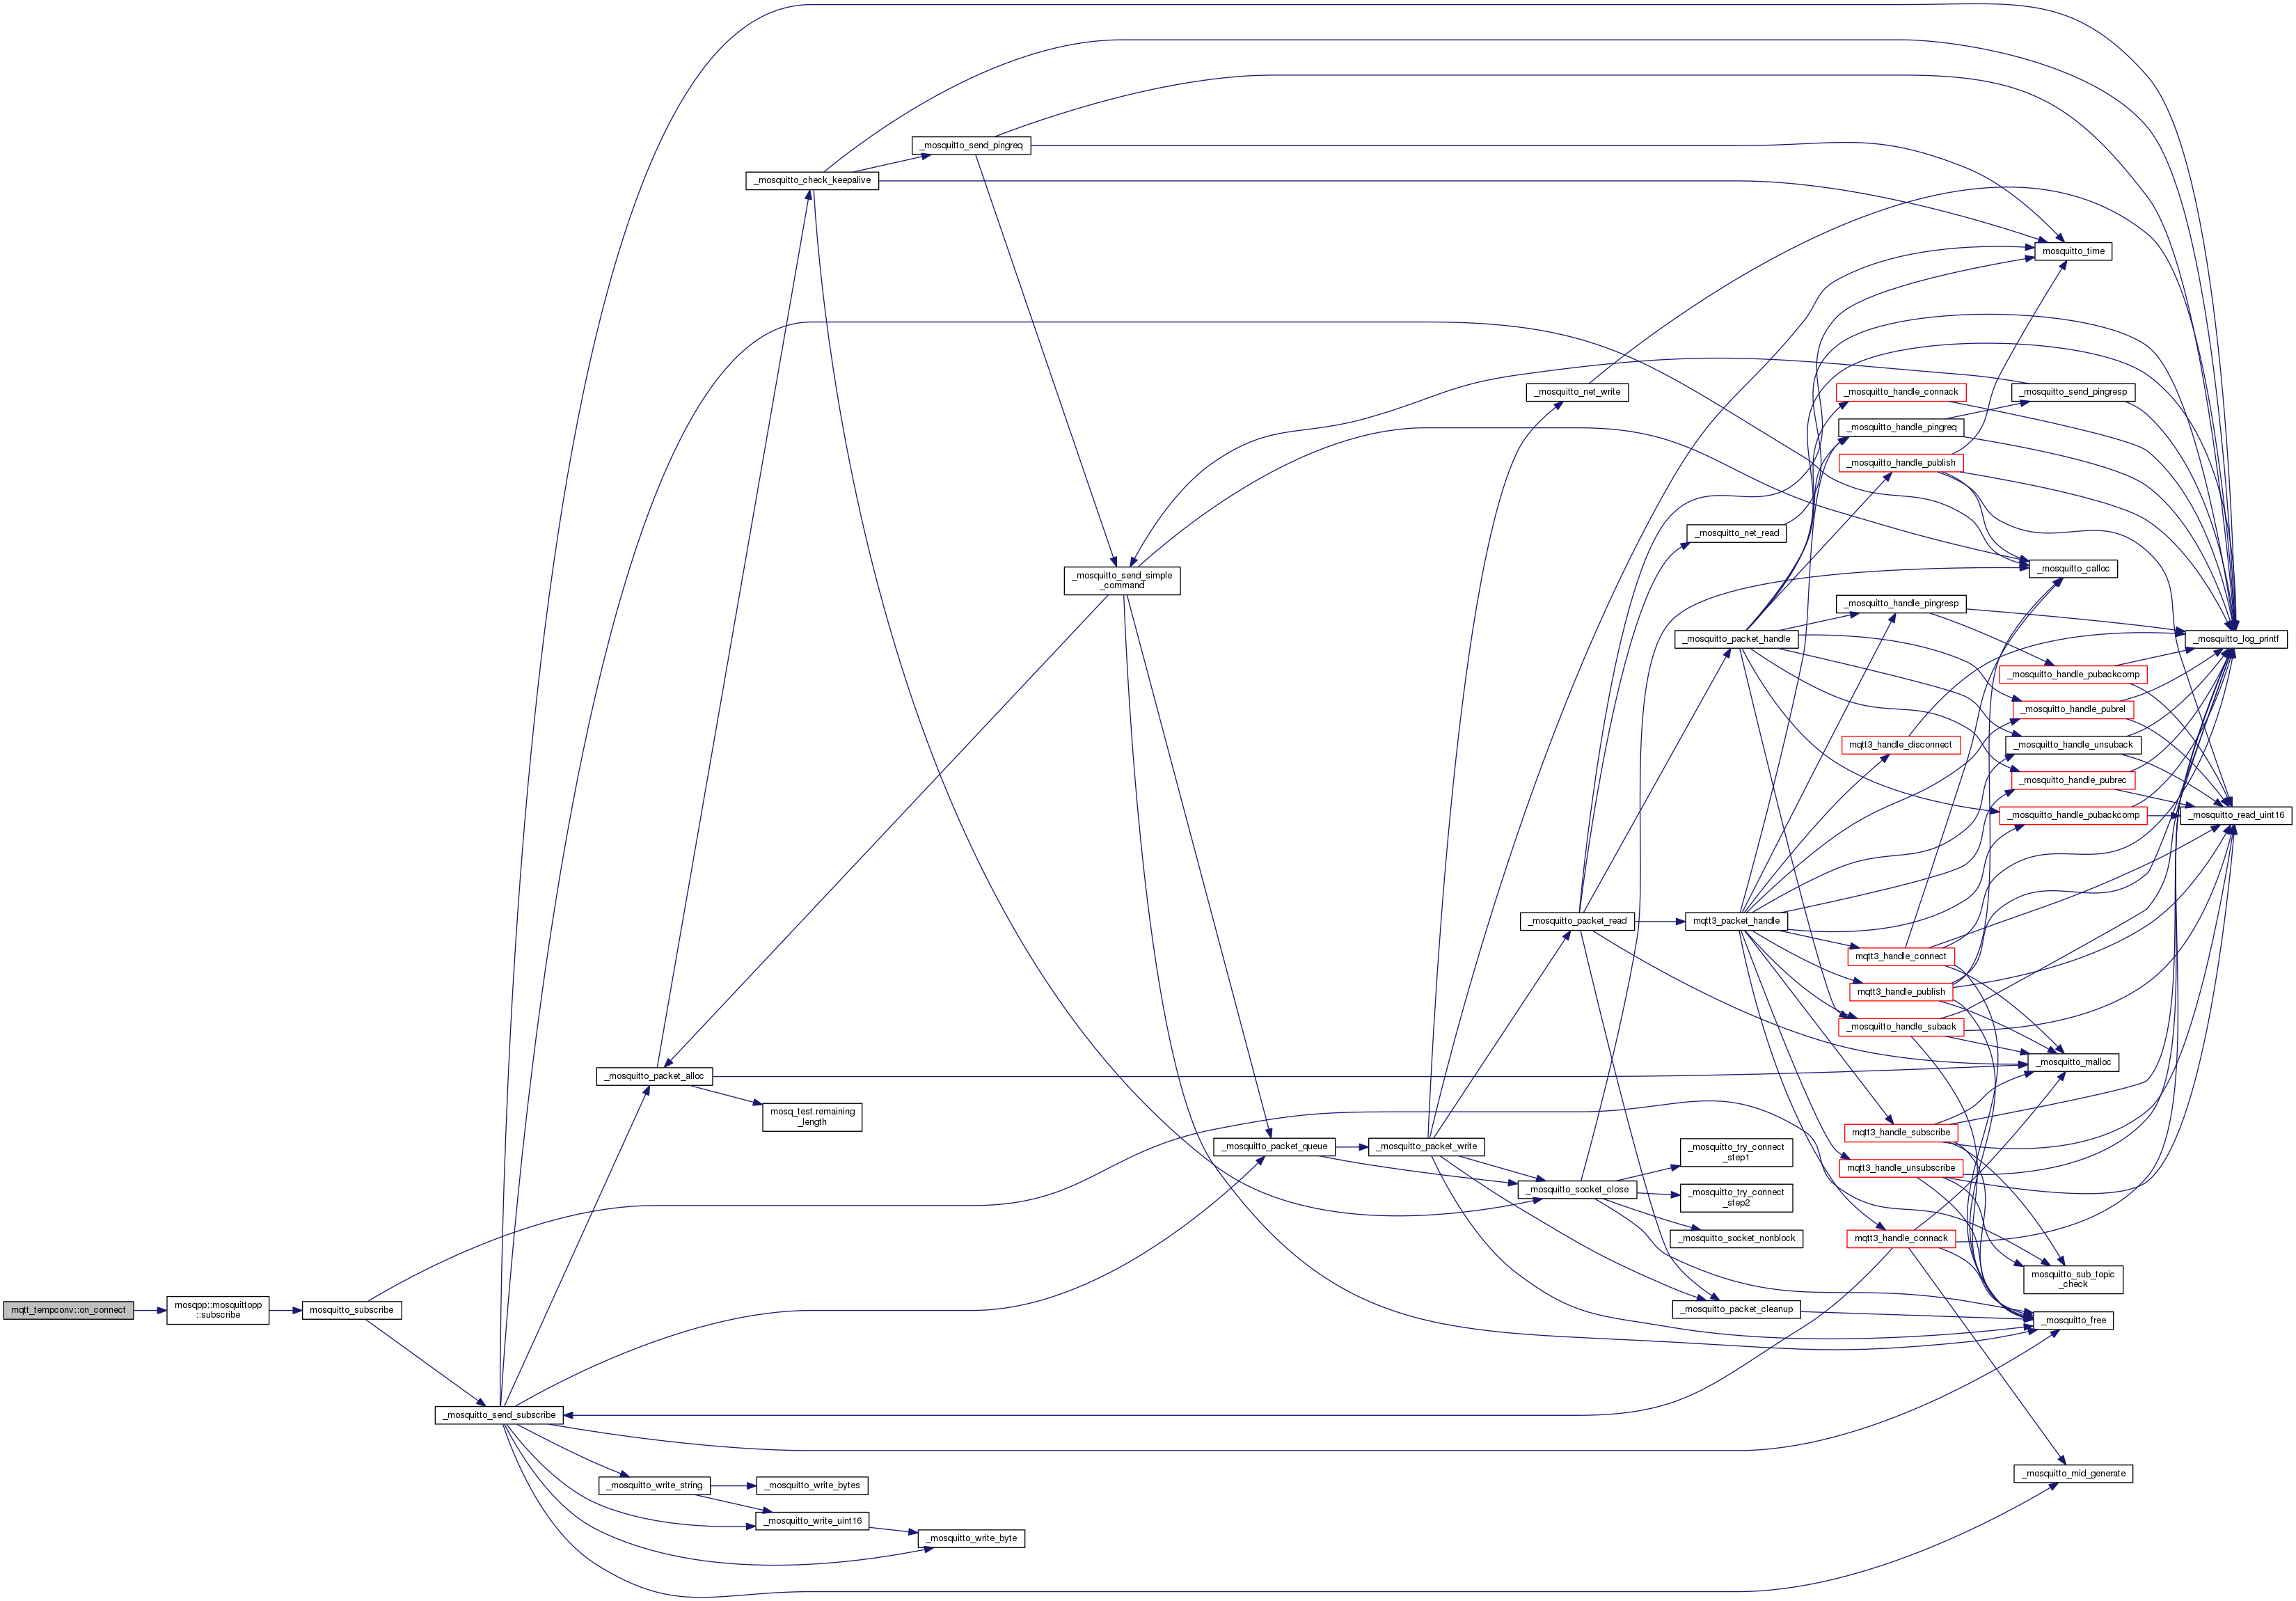 _mosquitto_send_pingreq
_mosquitto_check_keepalive
mosquitto_time
_mosquitto_net_write
_mosquitto_handle_connack
_mosquitto_send_pingresp
_mosquitto_handle_pingreq
_mosquitto_handle_publish
_mosquitto_net_read
_mosquitto_calloc
_mosquitto_send_simple
_command
_mosquitto_handle_pingresp
_mosquitto_packet_handle
_mosquitto_log_printf
_mosquitto_handle_pubackcomp
_mosquitto_handle_pubrel
mqtt3_handle_disconnect
_mosquitto_handle_unsuback
_mosquitto_handle_pubrec
_mosquitto_handle_pubackcomp
_mosquitto_read_uint16
_mosquitto_packet_read
mqtt3_packet_handle
mqtt3_handle_connect
mqtt3_handle_publish
_mosquitto_handle_suback
_mosquitto_malloc
_mosquitto_packet_alloc
mosq_test.remaining
_length
mqtt3_handle_subscribe
_mosquitto_packet_queue
_mosquitto_packet_write
_mosquitto_try_connect
_step1
mqtt3_handle_unsubscribe
_mosquitto_socket_close
_mosquitto_try_connect
_step2
_mosquitto_socket_nonblock
mqtt3_handle_connack
mosquitto_sub_topic
_check
mqtt_tempconv::on_connect
mosqpp::mosquittopp
::subscribe
mosquitto_subscribe
_mosquitto_packet_cleanup
_mosquitto_free
_mosquitto_send_subscribe
_mosquitto_mid_generate
_mosquitto_write_string
_mosquitto_write_bytes
_mosquitto_write_uint16
_mosquitto_write_byte